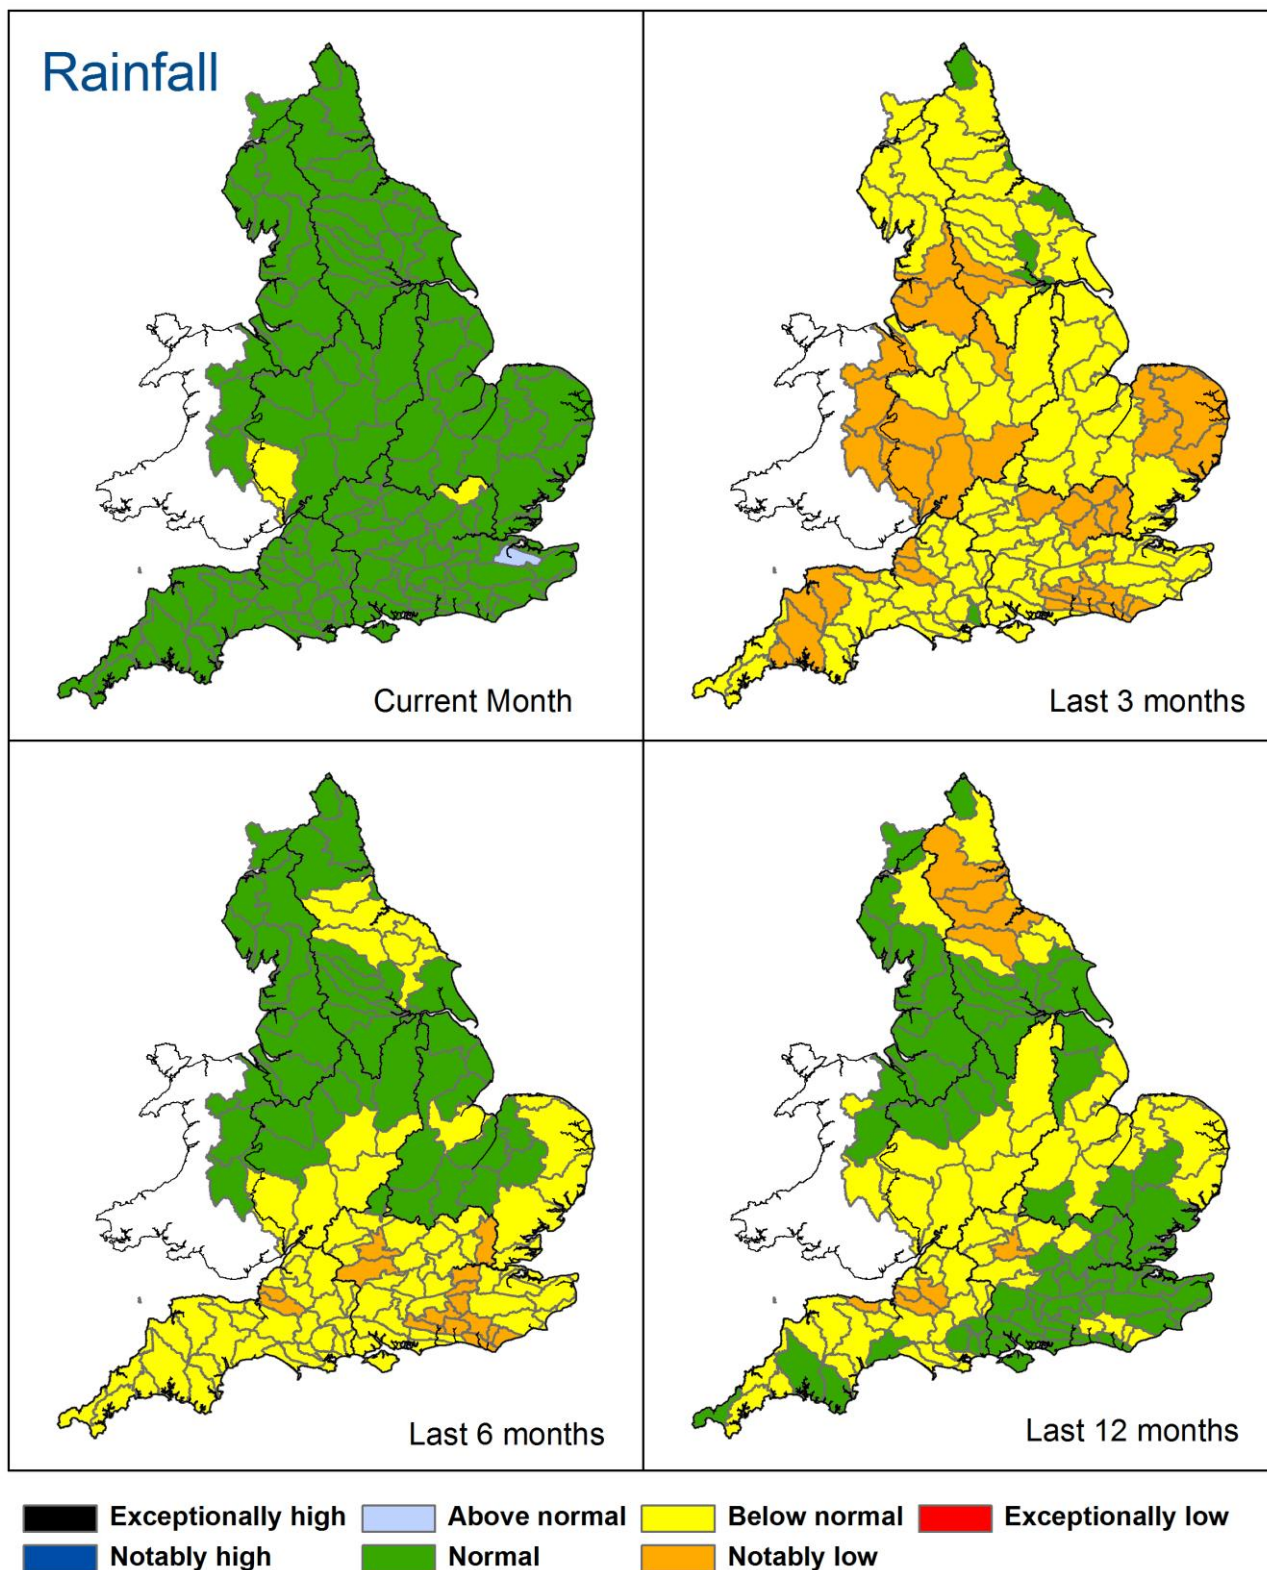 Rainfall
Current Month
Last 3 months
Last 6 months
Last 12 months
Exceptionally high
Above normal
Below normal
Exceptionally low
Notably high
Normal
Notably low